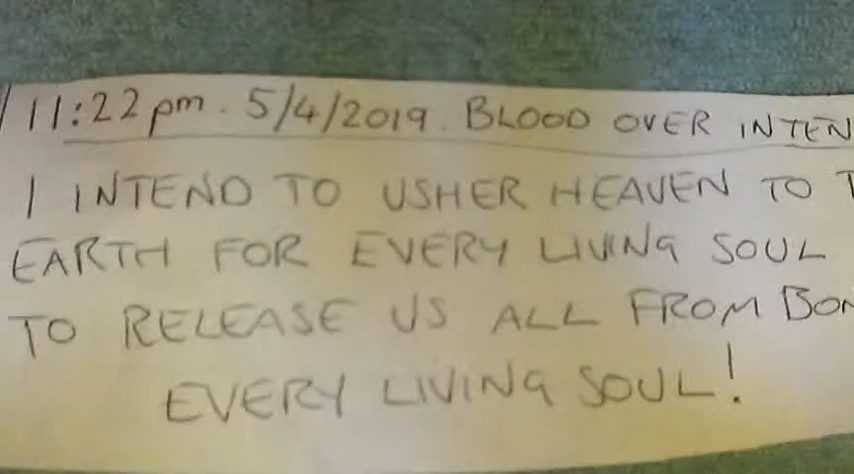 11:22pm. 5/4/2019. BLOOD OVER INTEN
I INTEND TO USHER HEAVEN TO T
EARTH FOR EVERY LIVING SOUL
TO RELEASE US ALL FROM BON
EVERY LIVING SOUL!